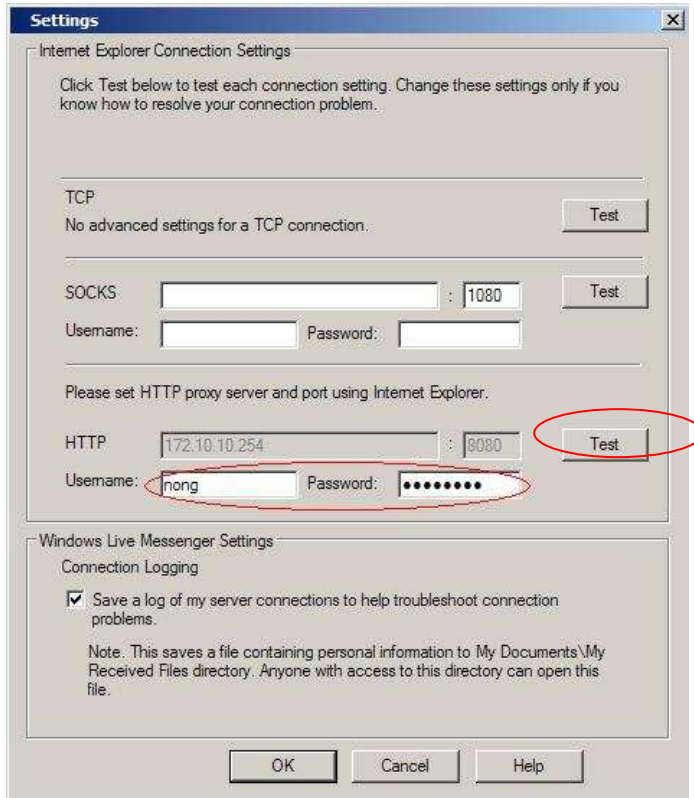 Settings
Internet Explorer Connection Settings
Click Test below to test each connection setting. Change these settings only if you
know how to resolve your connection problem.
TCP
No advanced settings for a TCP connection.
Test
SOCKS : 1080 Test
Username: Password:
Please set HTTP proxy server and port using Internet Explorer.
HTTP 172.10.10.254 : 8080 Test
Username: nong Password: ●●●●●●●●
Windows Live Messenger Settings
Connection Logging
Save a log of my server connections to help troubleshoot connection
problems.
Note. This saves a file containing personal information to My Documents\My
Received Files directory. Anyone with access to this directory can open this
file.
OK Cancel Help